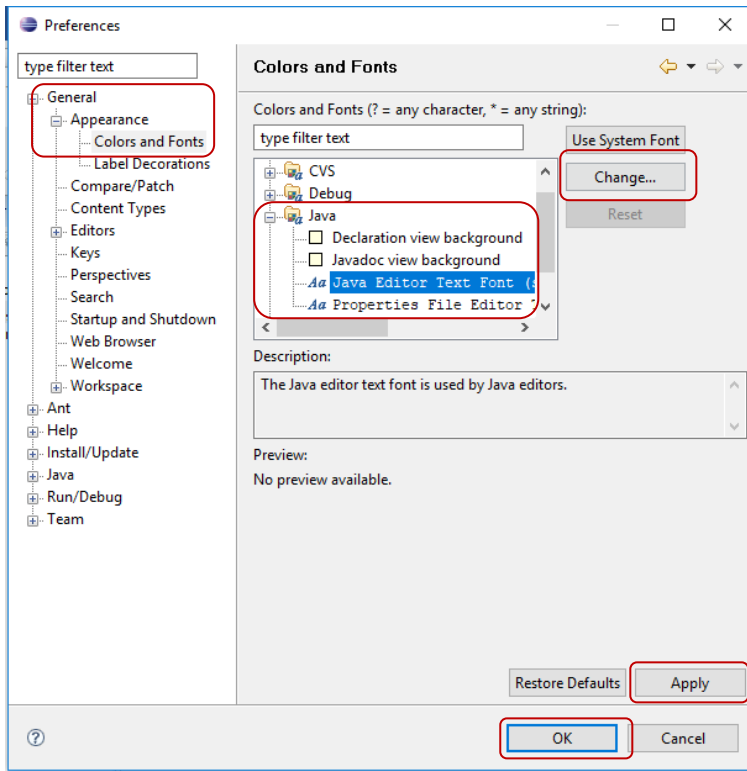 Preferences
type filter text
General
Appearance
Colors and Fonts
Label Decorations
Compare/Patch
Content Types
Editors
Keys
Perspectives
Search
Startup and Shutdown
Web Browser
Welcome
Workspace
Ant
Help
Install/Update
Java
Run/Debug
Team
Colors and Fonts
Colors and Fonts (? = any character, * = any string):
type filter text
Use System Font
Change...
Reset
CVS
Debug
Java
Declaration view background
Javadoc view background
Aa Java Editor Text Font (
Aa Properties File Editor
Description:
The Java editor text font is used by Java editors.
Preview:
No preview available.
Restore Defaults
Apply
OK
Cancel